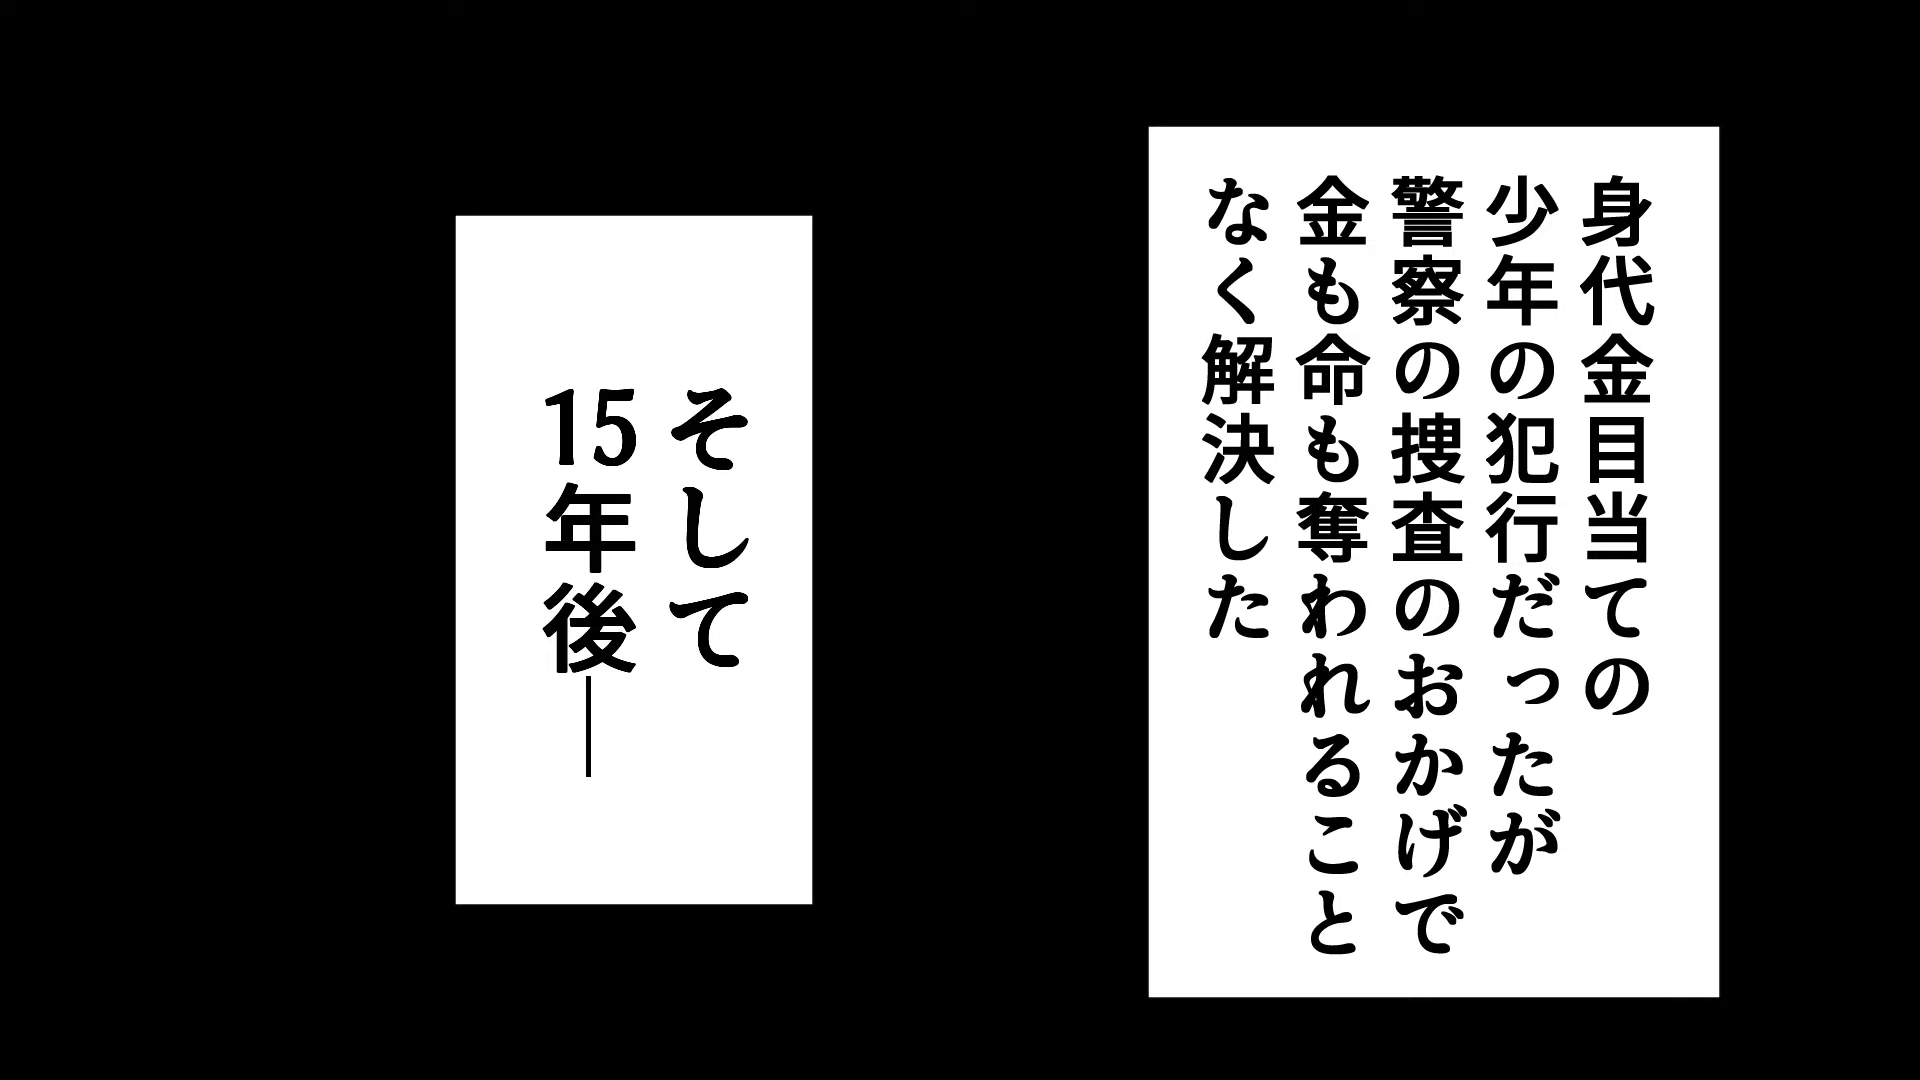 身代金目当ての
少年の犯行だったが
警察の捜査のおかげで
金も命も奪われること
なく解決した
そして
15年後―